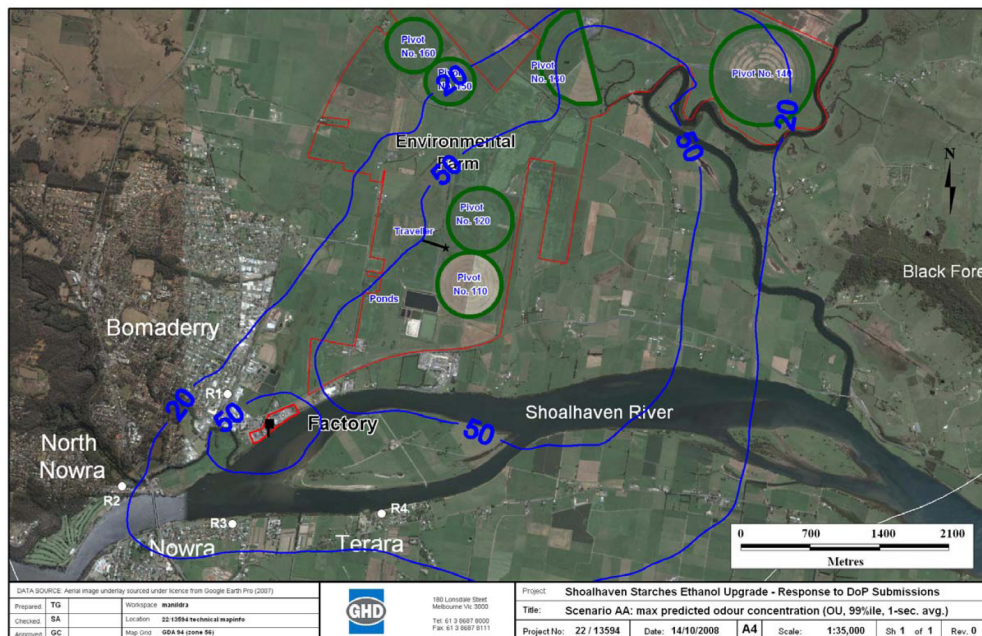 Pivot
No. 160
Pivot
No. 150
Pivot
No. 140
20
20
50
50
Environmental
Farm
N
Pivot
No. 120
Traveller
Pivot
No. 110
Ponds
Black Fore
Bomaderry
R1
20
50
Factory
50
Shoalhaven River
North
Nowra
R2
R3
R4
Nowra
Terara
0 700 1400 2100
Metres
DATA SOURCE: Aerial image underlay sourced under licence from Google Earth Pro (2007)
Prepared: TG Workspace manildra
Checked: SA Location 22:13594 technical:mapinfo
Approved GC Map Grid GDA 94 (zone 56)
GHD
180 Lonsdale Street
Melbourne Vic 3000
Tel: 61 3 8687 8000
Fax: 61 3 8687 8111
Project: Shoalhaven Starches Ethanol Upgrade - Response to DoP Submissions
Title: Scenario AA: max predicted odour concentration (OU, 99%ile, 1-sec. avg.)
Project No: 22 / 13594 Date: 14/10/2008 A4 Scale: 1:35,000 Sh 1 of 1 Rev. 0